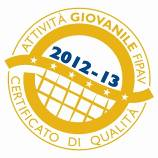 ATTIVITÀ GIOVANILE FIPAV
2012-13
CERTIFICATO DI QUALITÀ